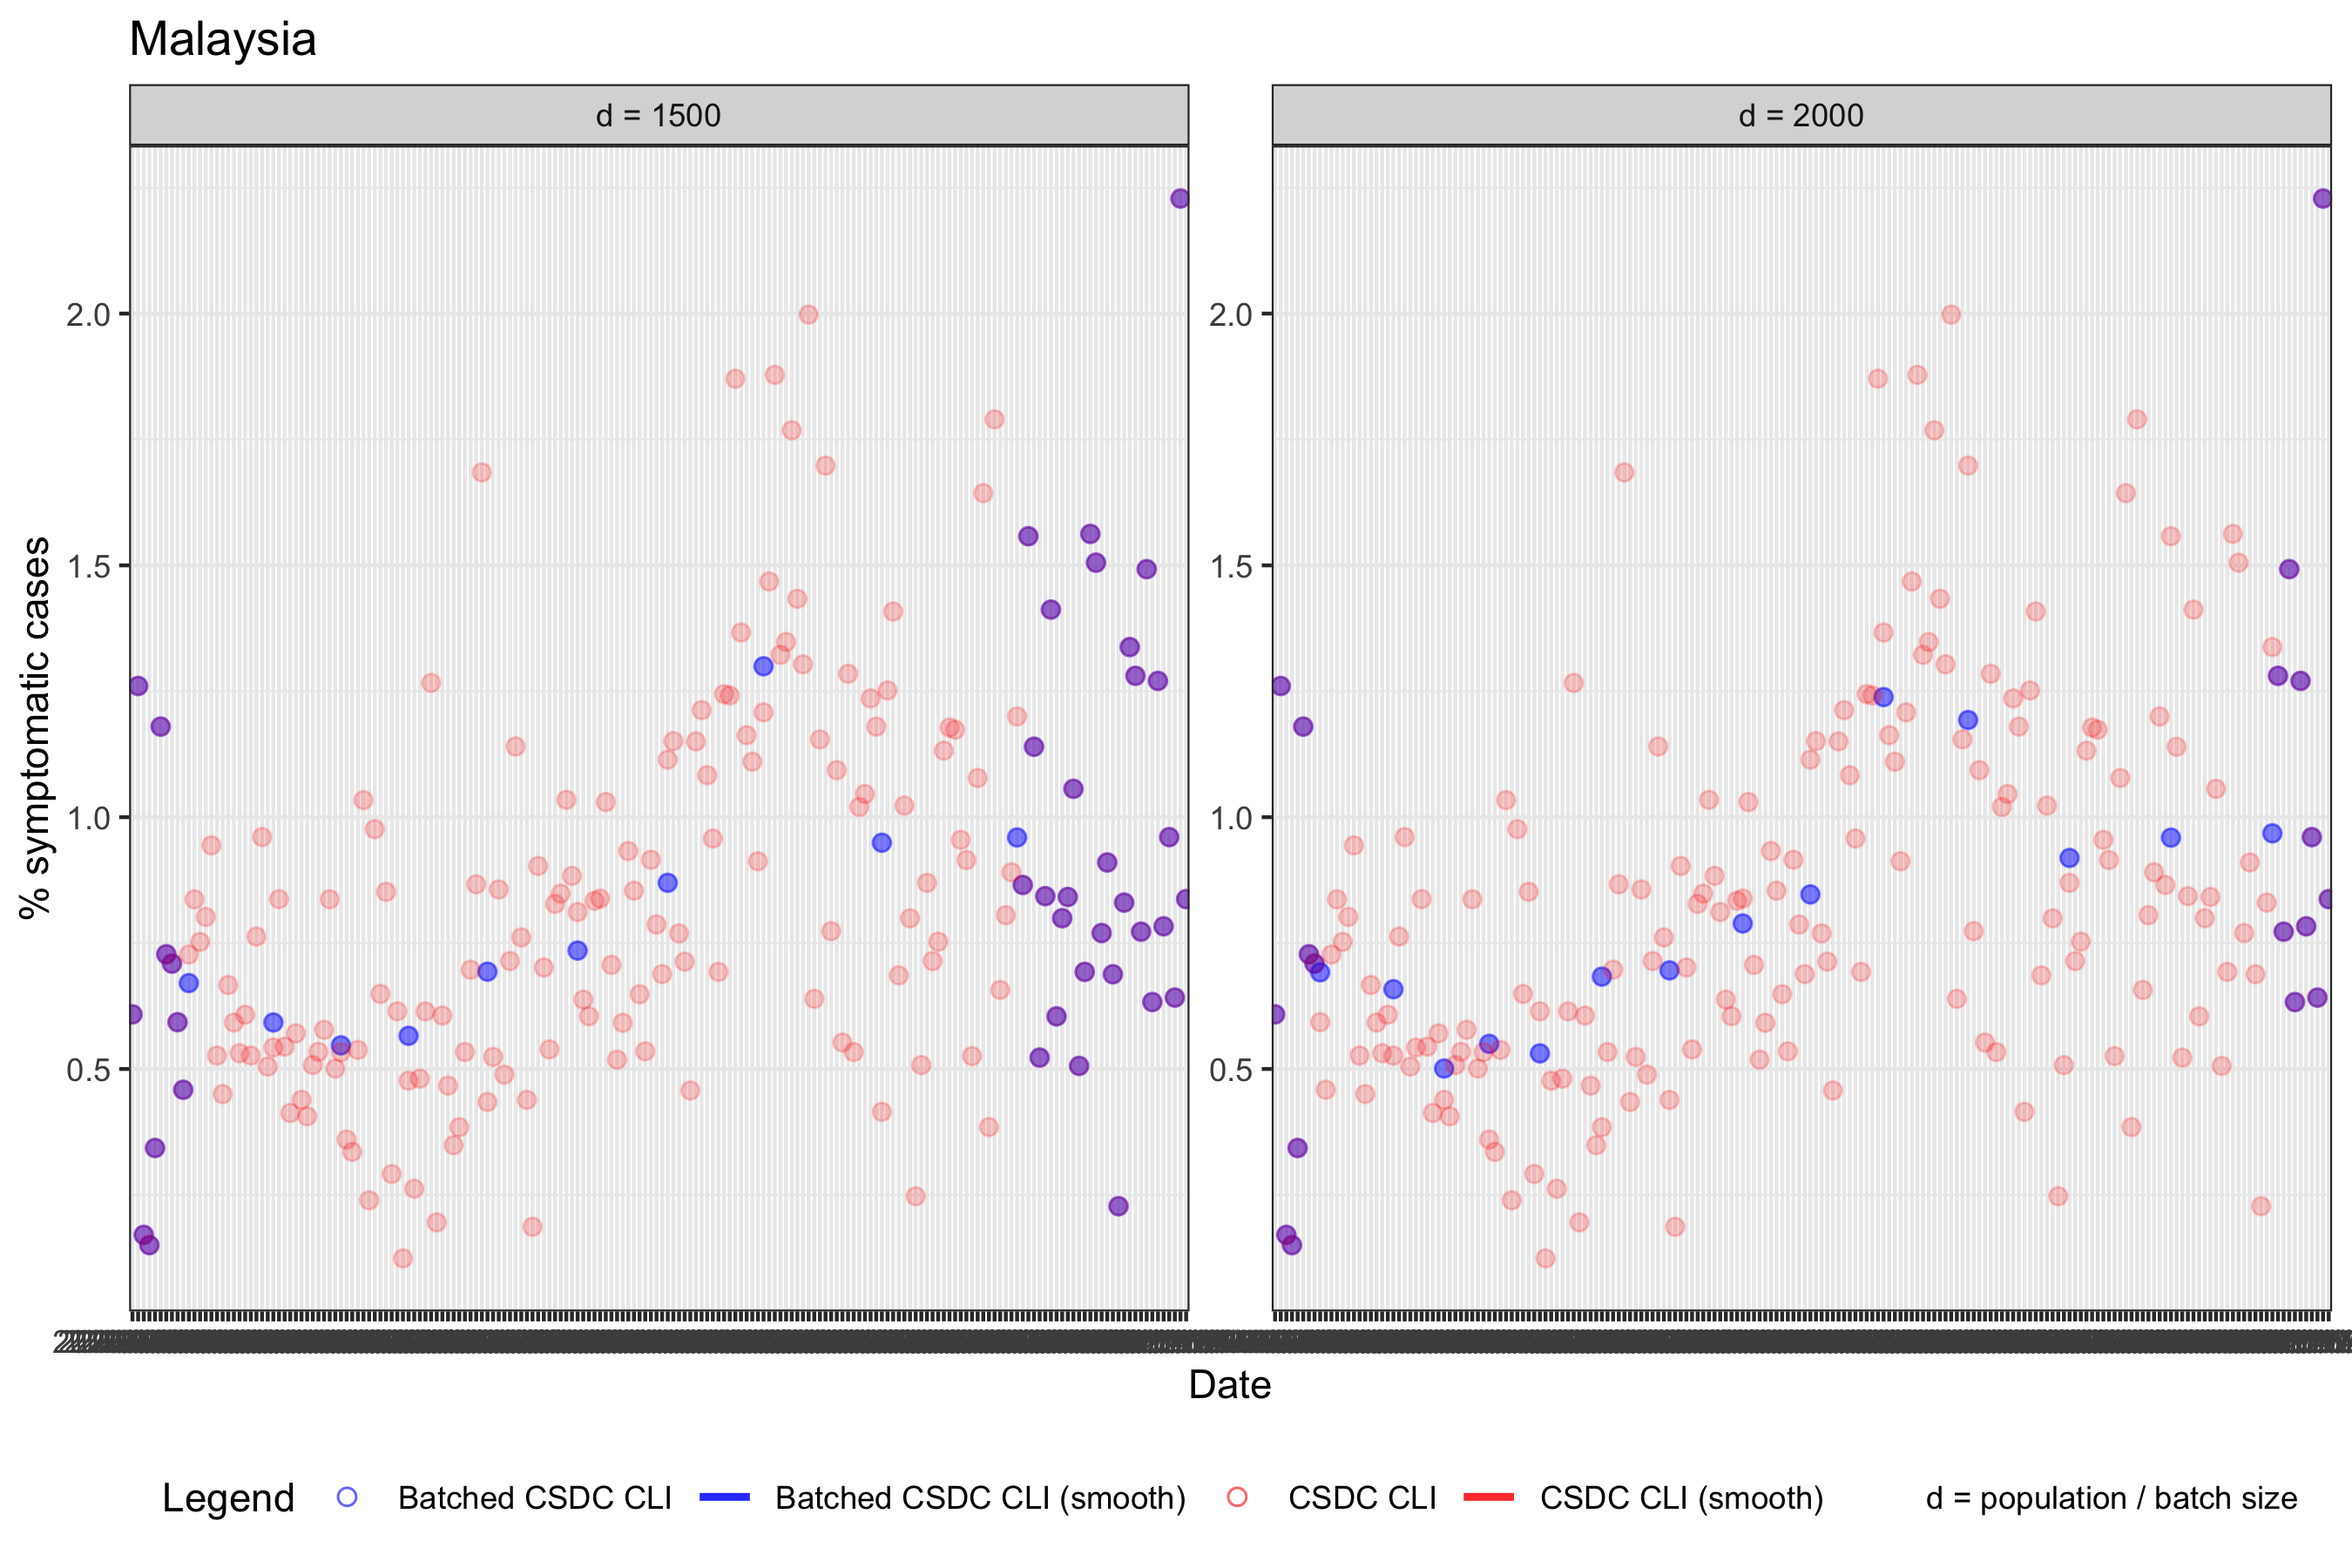 Malaysia
d = 1500
d = 2000
% symptomatic cases
2.0
1.5
1.0
0.5
2.0
1.5
1.0
0.5
Date
Legend
Batched CSDC CLI
Batched CSDC CLI (smooth)
CSDC CLI
CSDC CLI (smooth)
d = population / batch size